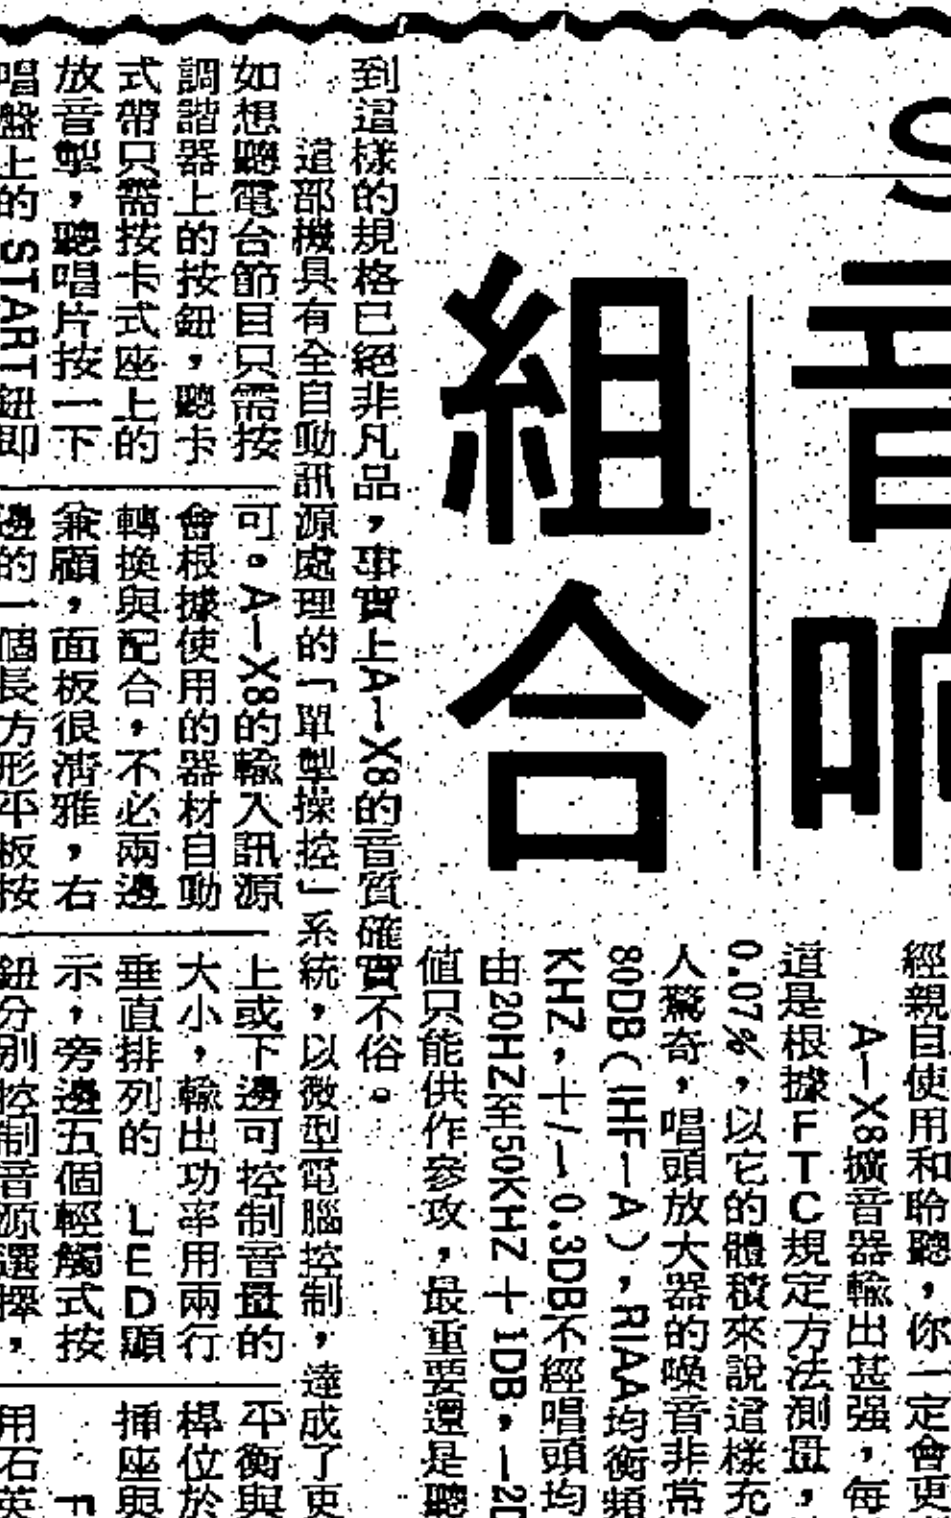 S
音响
組合
經親自使用和聆聽，你一定會更
A—X8擴音器輸出甚强，每
道是根據FTC規定方法測量，
0.07％，以它的體積來說這樣充
人驚奇，唱頭放大器的噪音非常
80DB（IHF—A），RIAA均衡頻
KHZ，＋/— 0.3DB不經唱頭均
由20HZ至50KHZ＋1DB，—2D
值只能供作參攷，最重要還是聽
到這樣的規格已絕非凡品，事實上A—X8的音質確實不俗。
這部機具有全自動訊源處理的「單掣操控」系統，以微型電腦控制，達成了更
如想聽電台節目只需按
調諧器上的按鈕，聽卡
式帶只需按卡式座上的
放音掣，聽唱片按一下
唱盤上的START鈕即
可。A—X8的輸入訊源
會根據使用的器材自動
轉換與配合，不必兩邊
兼顧，面板很清雅，右
邊的一個長方形平板按
上或下邊可控制音量的
大小，輸出功率用兩行
垂直排列的 LED顯
示，旁邊五個輕觸式按
鈕分別控制音源選擇，
平衡與
桿位於
插座與
「F
用石英